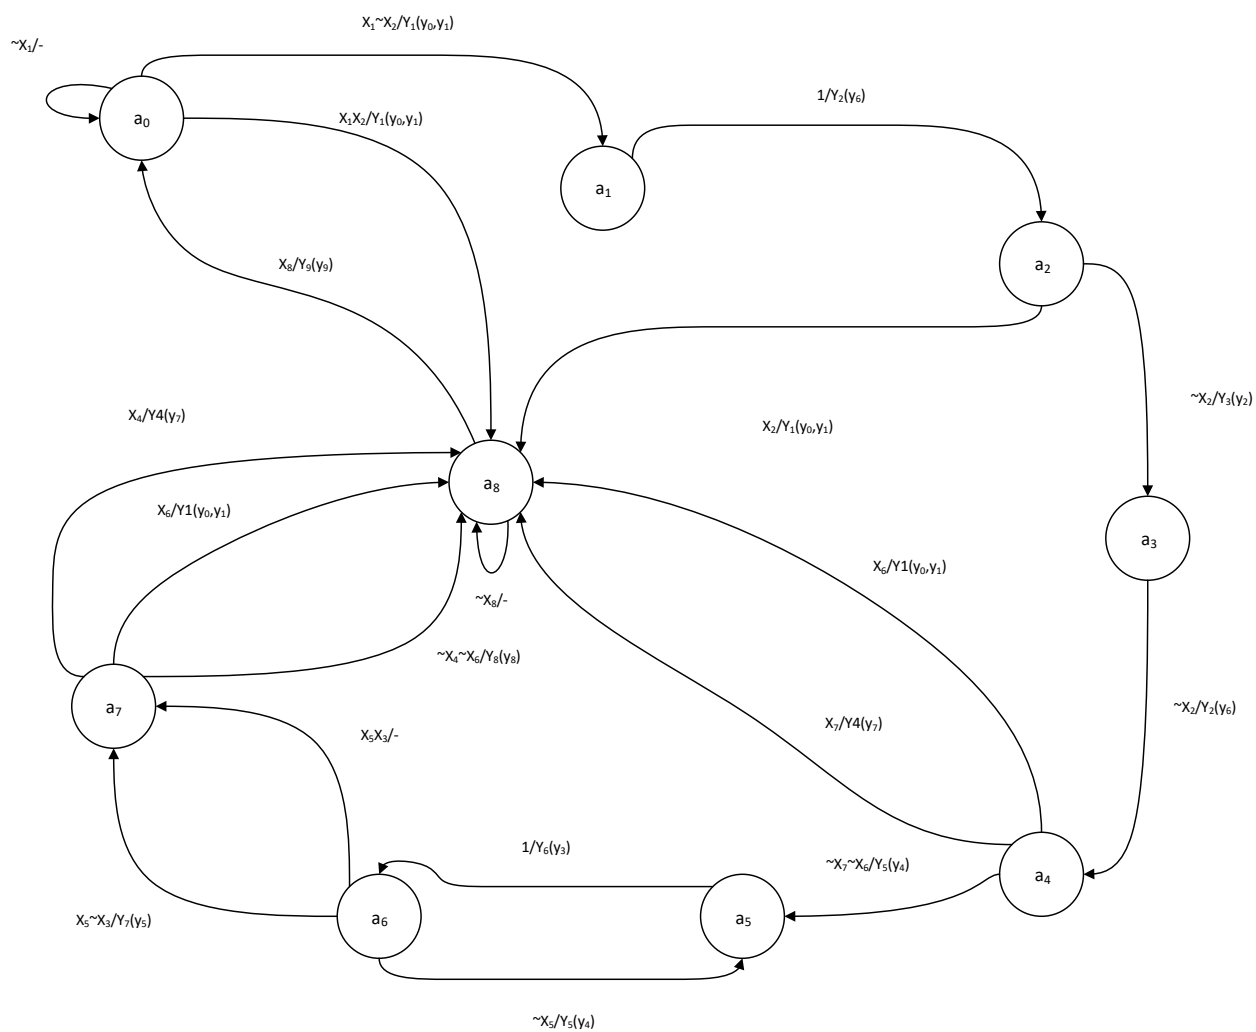 X₁~X₂/Y₁(y₀,y₁)
~X₁/-
a₀
X₁X₂/Y₁(y₀,y₁)
1/Y₂(y₆)
a₁
a₂
X₈/Y₉(y₉)
~X₂/Y₃(y₂)
X₄/Y4(y₇)
X₂/Y₁(y₀,y₁)
a₈
X₆/Y1(y₀,y₁)
a₃
X₆/Y1(y₀,y₁)
~X₈/-
~X₄~X₆/Y₈(y₈)
a₇
~X₂/Y₂(y₆)
X₇/Y4(y₇)
X₅X₃/-
1/Y₆(y₃)
~X₇~X₆/Y₅(y₄)
a₄
X₅~X₃/Y₇(y₅)
a₆
a₅
~X₅/Y₅(y₄)